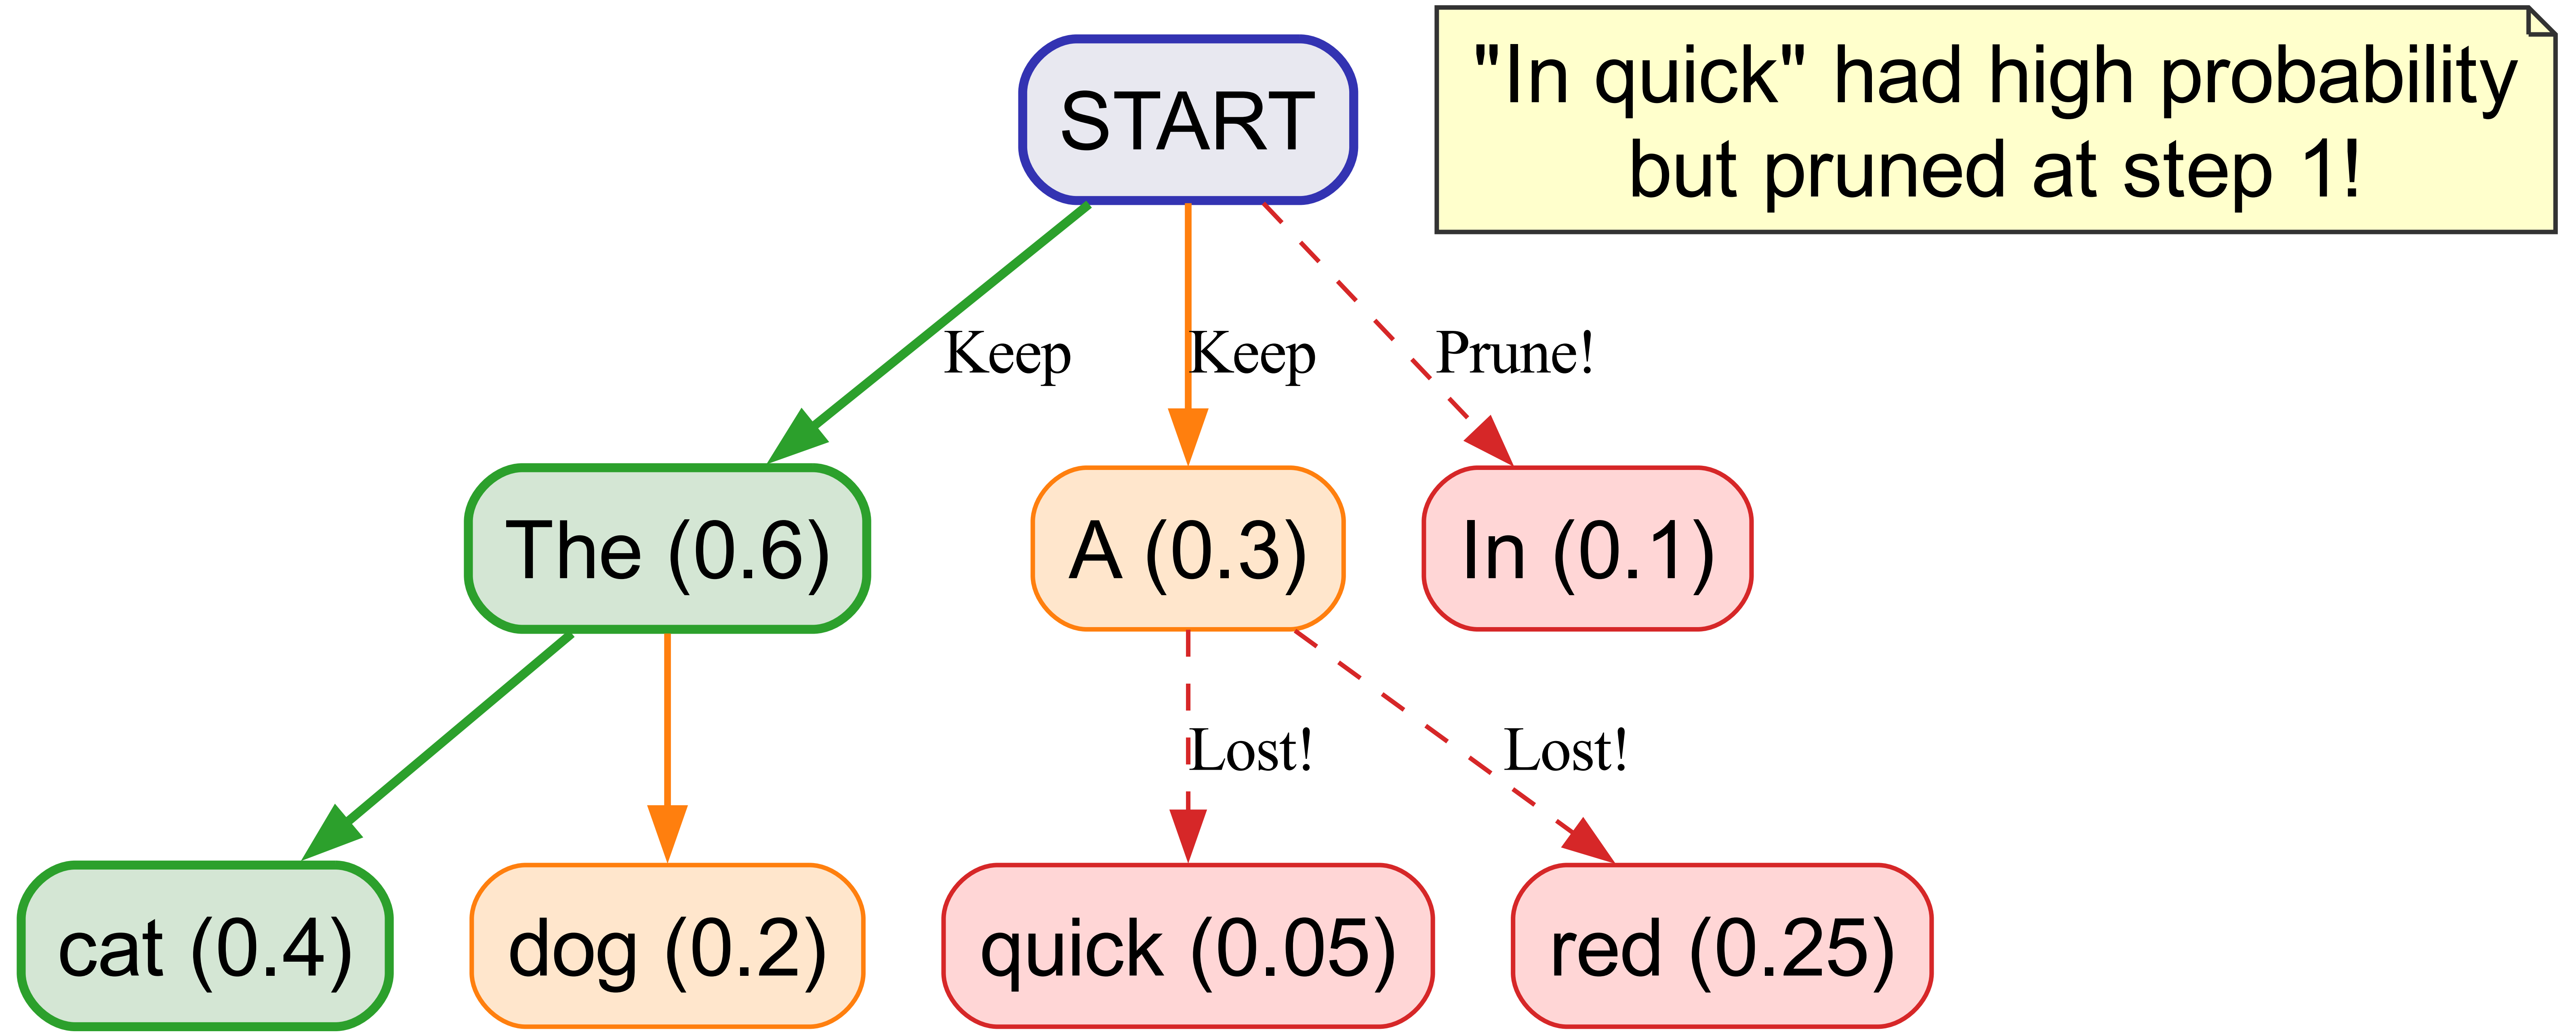 START
"In quick" had high probability
but pruned at step 1!
Keep
Keep
Prune!
The (0.6)
A (0.3)
In (0.1)
Lost!
Lost!
cat (0.4)
dog (0.2)
quick (0.05)
red (0.25)